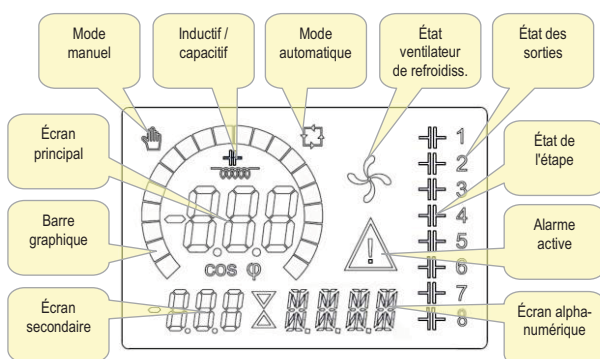 Mode
manuel
Inductif /
capacitif
Mode
automatique
État
ventilateur
de refroidiss.
État des
sorties
Écran
principal
Barre
graphique
Écran
secondaire
État de
l'étape
Alarme
active
Écran alpha-
numérique
cos φ
1
2
3
4
5
6
7
8